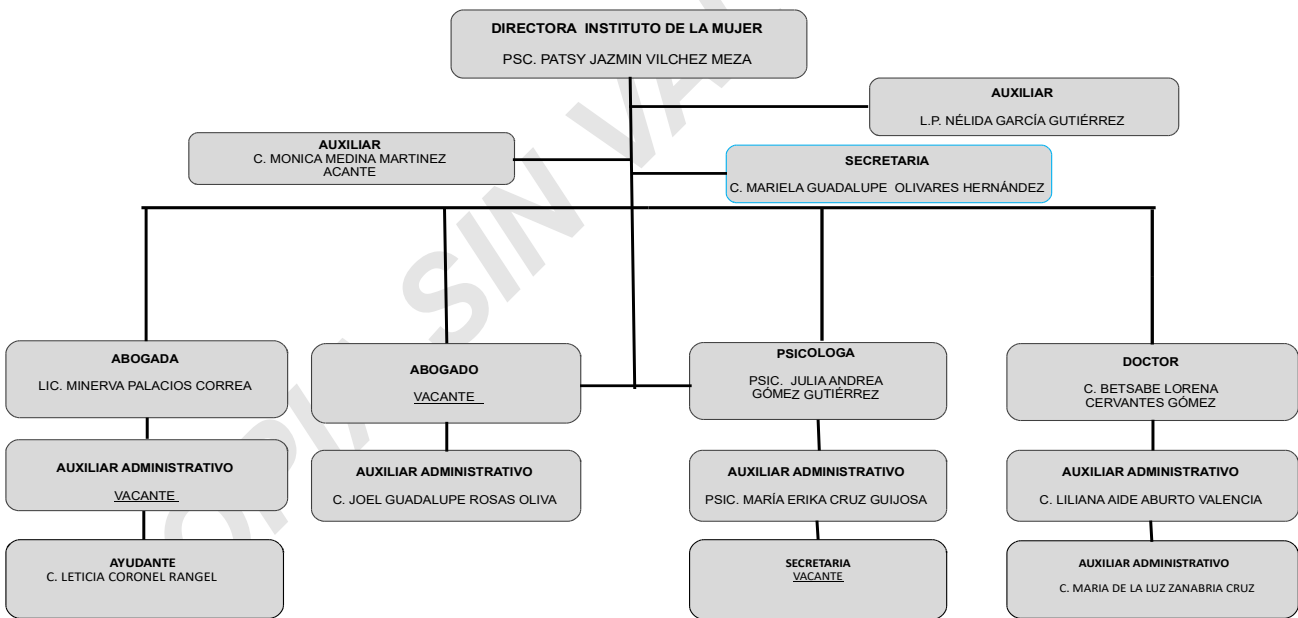 DIRECTORA INSTITUTO DE LA MUJER
PSC. PATSY JAZMIN VILCHEZ MEZA
AUXILIAR
L.P. NÉLIDA GARCÍA GUTIÉRREZ
AUXILIAR
C. MONICA MEDINA MARTINEZ
ACANTE
SECRETARIA
C. MARIELA GUADALUPE OLIVARES HERNÁNDEZ
ABOGADA
LIC. MINERVA PALACIOS CORREA
ABOGADO
VACANTE
PSICOLOGA
PSIC. JULIA ANDREA
GÓMEZ GUTIÉRREZ
DOCTOR
C. BETSABE LORENA
CERVANTES GÓMEZ
AUXILIAR ADMINISTRATIVO
VACANTE
AUXILIAR ADMINISTRATIVO
C. JOEL GUADALUPE ROSAS OLIVA
AUXILIAR ADMINISTRATIVO
PSIC. MARÍA ERIKA CRUZ GUIJOSA
AUXILIAR ADMINISTRATIVO
C. LILIANA AIDE ABURTO VALENCIA
AYUDANTE
C. LETICIA CORONEL RANGEL
SECRETARIA
VACANTE
AUXILIAR ADMINISTRATIVO
C. MARIA DE LA LUZ ZANABRIA CRUZ
OPIA SIN VA